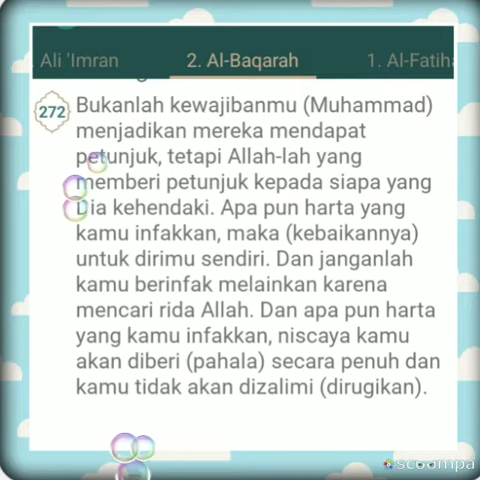 Ali 'Imran 2. Al-Baqarah 1. Al-Fatiha
272 Bukanlah kewajibanmu (Muhammad)
menjadikan mereka mendapat
petunjuk, tetapi Allah-lah yang
memberi petunjuk kepada siapa yang
Dia kehendaki. Apa pun harta yang
kamu infakkan, maka (kebaikannya)
untuk dirimu sendiri. Dan janganlah
kamu berinfak melainkan karena
mencari rida Allah. Dan apa pun harta
yang kamu infakkan, niscaya kamu
akan diberi (pahala) secara penuh dan
kamu tidak akan dizalimi (dirugikan).
scoompa